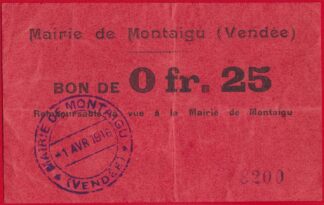 Mairie de Montaigu (Vendée)
BON DE 0 fr. 25
Remboursable à vue à la Mairie de Montaigu
MAIRIE DE MONTAIGU
1 AVR 1916
(VENDÉE)
6200